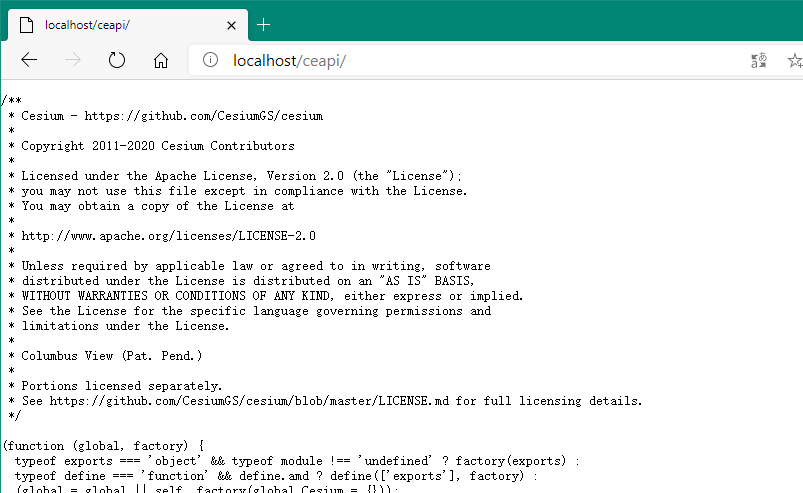 localhost/ceapi/
localhost/ceapi/
/**
 * Cesium - https://github.com/CesiumGS/cesium
 *
 * Copyright 2011-2020 Cesium Contributors
 *
 * Licensed under the Apache License, Version 2.0 (the "License");
 * you may not use this file except in compliance with the License.
 * You may obtain a copy of the License at
 *
 * http://www.apache.org/licenses/LICENSE-2.0
 *
 * Unless required by applicable law or agreed to in writing, software
 * distributed under the License is distributed on an "AS IS" BASIS,
 * WITHOUT WARRANTIES OR CONDITIONS OF ANY KIND, either express or implied.
 * See the License for the specific language governing permissions and
 * limitations under the License.
 *
 * Columbus View (Pat. Pend.)
 *
 * Portions licensed separately.
 * See https://github.com/CesiumGS/cesium/blob/master/LICENSE.md for full licensing details.
 */
(function (global, factory) {
  typeof exports === 'object' && typeof module !== 'undefined' ? factory(exports) :
  typeof define === 'function' && define.amd ? define(['exports'], factory) :
  (global = global || self, factory(global.Cesium = {}));